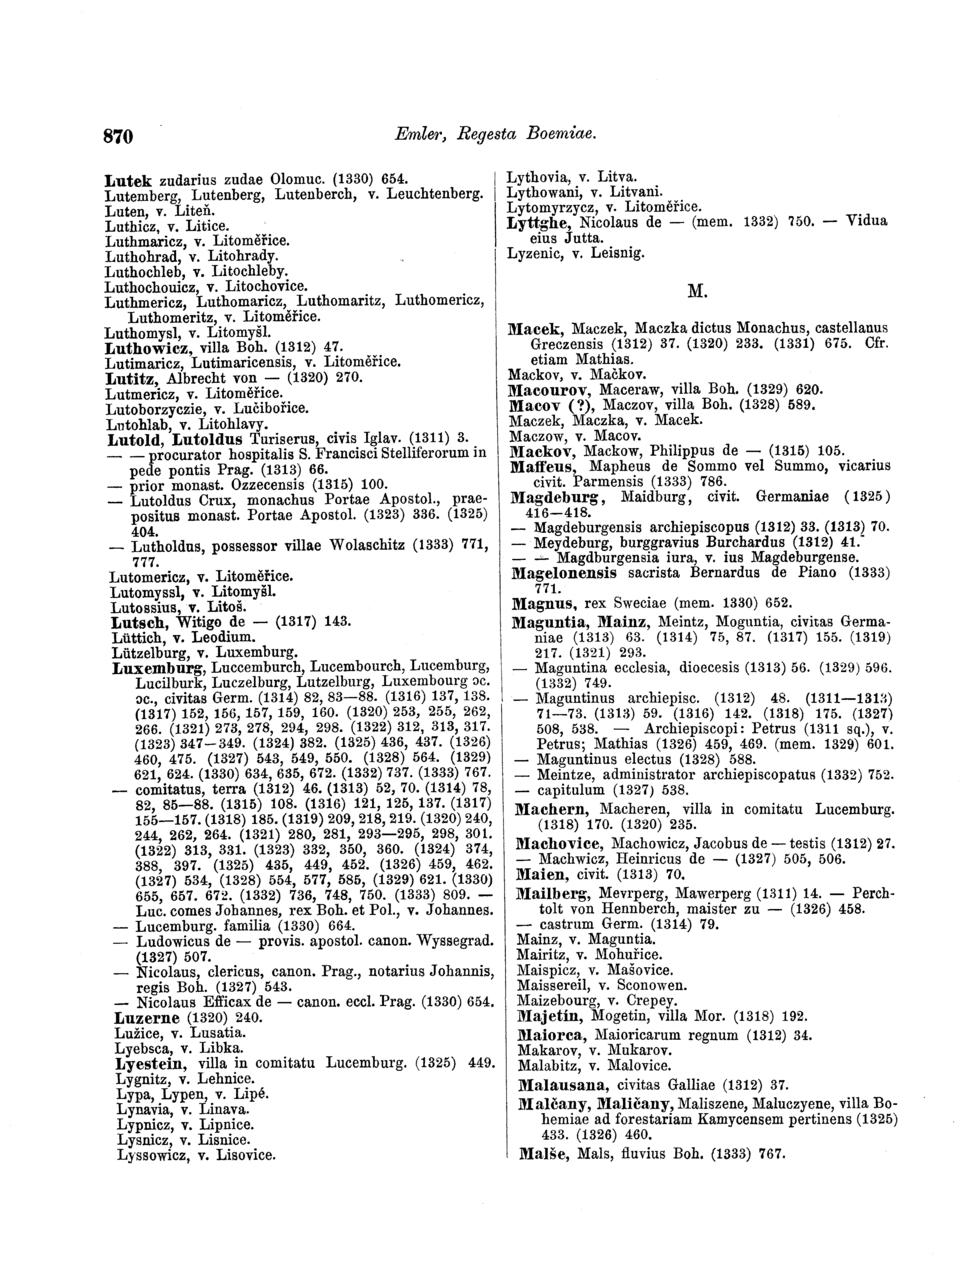 870
Emler, Regesta Boemiae.
Lutek zudarius zudae Olomuc. (1330) 654.
Lutemberg, Lutenberg, Lutenberch, v. Leuchtenberg.
Luten, v. Liteň.
Luthicz, v. Litice.
Luthmaricz, v. Litoměřice.
Luthohrad, v. Litohrady.
Luthochleb, v. Litochleby.
Luthochouicz, v. Litochovice.
Luthmericz, Luthomaricz, Luthomaritz, Luthomericz,
Luthomeritz, v. Litoměřice.
Luthomysl, v. Litomyšl.
Luthowicz, villa Boh. (1312) 47.
Lutimaricz, Lutimaricensis, v. Litoměřice.
Lutitz, Albrecht von — (1320) 270.
Lutmericz, v. Litoměřice.
Lutoborzyczie, v. Lučibořice.
Lutohlab, v. Litohlavy.
Lutold, Lutoldus Turiserus, civis Iglav. (1311) 3.
— — procurator hospitalis S. Francisci Stelliferorum in
pede pontis Prag. (1313) 66.
— prior monast. Ozzecensis (1315) 100.
— Lutoldus Crux, monachus Portae Apostol., prae-
positus monast. Portae Apostol. (1323) 336. (1325)
404.
— Lutholdus, possessor villae Wolaschitz (1333) 771,
777.
Lutomericz, v. Litoměřice.
Lutomyssl, v. Litomyšl.
Lutossius, v. Litoš.
Lutsch, Witigo de — (1317) 143.
Lüttich, v. Leodium.
Lützelburg, v. Luxemburg.
Luxemburg, Luccemburch, Lucembourch, Lucemburg,
Lucilburk, Luczelburg, Lutzelburg, Luxembourg ɔc.
ɔc., civitas Germ. (1314) 82, 83—88. (1316) 137, 138.
(1317) 152, 156, 157, 159, 160. (1320) 253, 255, 262,
266. (1321) 273, 278, 294, 298. (1322) 312, 313, 317.
(1323) 347—349. (1324) 382. (1325) 436, 437. (1326)
460, 475. (1327) 543, 549, 550. (1328) 564. (1329)
621, 624. (1330) 634, 635, 672. (1332) 737. (1333) 767.
— comitatus, terra (1312) 46. (1313) 52, 70. (1314) 78,
82, 85—88. (1315) 108. (1316) 121, 125, 137. (1317)
155—157. (1318) 185. (1319) 209, 218, 219. (1320) 240,
244, 262, 264. (1321) 280, 281, 293—295, 298, 301.
(1322) 313, 331. (1323) 332, 350, 360. (1324) 374,
388, 397. (1325) 435, 449, 452. (1326) 459, 462.
(1327) 534, (1328) 554, 577, 585, (1329) 621. (1330)
655, 657. 672. (1332) 736, 748, 750. (1333) 809. —
Luc. comes Johannes, rex Boh. et Pol., v. Johannes.
— Lucemburg. familia (1330) 664.
— Ludowicus de — provis. apostol. canon. Wyssegrad.
(1327) 507.
— Nicolaus, clericus, canon. Prag., notarius Johannis,
regis Boh. (1327) 543.
— Nicolaus Efficax de — canon. eccl. Prag. (1330) 654.
Luzerne (1320) 240.
Lužice, v. Lusatia.
Lyebsca, v. Libka.
Lyestein, villa in comitatu Lucemburg. (1325) 449.
Lygnitz, v. Lehnice.
Lypa, Lypen, v. Lipé.
Lynavia, v. Linava.
Lypnicz, v. Lipnice.
Lysnicz, v. Lisnice.
Lyssowicz, v. Lisovice.
Lythovia, v. Litva.
Lythowani, v. Litvani.
Lytomyrzycz, v. Litoměřice.
Lyttghe, Nicolaus de — (mem. 1332) 750. — Vidua
eius Jutta.
Lyzenic, v. Leisnig.
M.
Macek, Maczek, Maczka dictus Monachus, castellanus
Greczensis (1312) 37. (1320) 233. (1331) 675. Cfr.
etiam Mathias.
Mackov, v. Mačkov.
Macourov, Maceraw, villa Boh. (1329) 620.
Macov (?), Maczov, villa Boh. (1328) 589.
Maczek, Maczka, v. Macek.
Maczow, v. Macov.
Mačkov, Mackow, Philippus de — (1315) 105.
Maffeus, Mapheus de Sommo vel Summo, vicarius
civit. Parmensis (1333) 786.
Magdeburg, Maidburg, civit. Germaniae (1325)
416—418.
— Magdeburgensis archiepiscopus (1312) 33. (1313) 70.
— Meydeburg, burggravius Burchardus (1312) 41.
— — Magdburgensia iura, v. ius Magdeburgense.
Magelonensis sacrista Bernardus de Piano (1333)
771.
Magnus, rex Sweciae (mem. 1330) 652.
Maguntia, Mainz, Meintz, Moguntia, civitas Germa-
niae (1313) 63. (1314) 75, 87. (1317) 155. (1319)
217. (1321) 293.
— Maguntina ecclesia, dioecesis (1313) 56. (1329) 596.
(1332) 749.
— Maguntinus archiepisc. (1312) 48. (1311—1313)
71—73. (1313) 59. (1316) 142. (1318) 175. (1327)
508, 538. — Archiepiscopi: Petrus (1311 sq.), v.
Petrus; Mathias (1326) 459, 469. (mem. 1329) 601.
— Maguntinus electus (1328) 588.
— Meintze, administrator archiepiscopatus (1332) 752.
— capitulum (1327) 538.
Machern, Macheren, villa in comitatu Lucemburg.
(1318) 170. (1320) 235.
Machovice, Machowicz, Jacobus de — testis (1312) 27.
— Machwicz, Heinricus de — (1327) 505, 506.
Maien, civit. (1313) 70.
Mailberg, Mevrperg, Mawerperg (1311) 14. — Perch-
tolt von Hennberch, maister zu — (1326) 458.
— castrum Germ. (1314) 79.
Mainz, v. Maguntia.
Mairitz, v. Mohuřice.
Maispicz, v. Mašovice.
Maissereil, v. Sconowen.
Maizebourg, v. Crepey.
Majetín, Mogetin, villa Mor. (1318) 192.
Maiorca, Maioricarum regnum (1312) 34.
Makarov, v. Mukarov.
Malabitz, v. Malovice.
Malausana, civitas Galliae (1312) 37.
Malčany, Maličany, Maliszene, Maluczyene, villa Bo-
hemiae ad forestariam Kamycensem pertinens (1325)
433. (1326) 460.
Malše, Mals, fluvius Boh. (1333) 767.